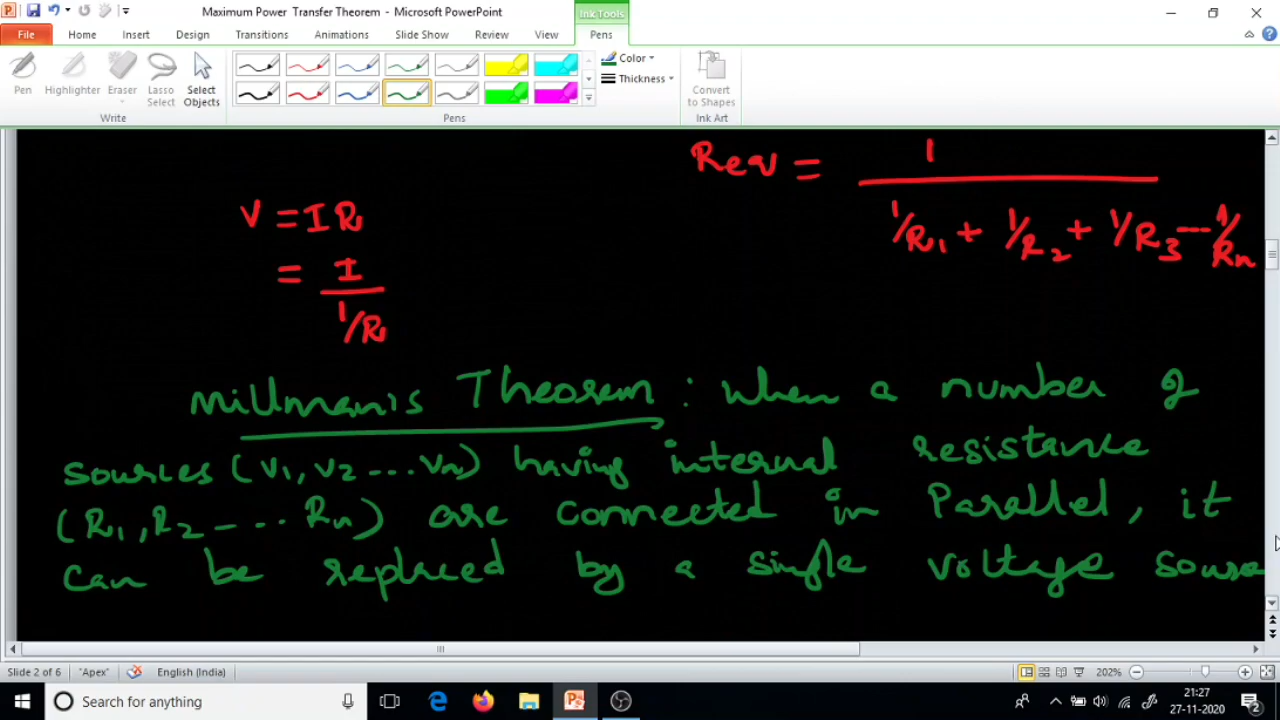 Maximum Power Transfer Theorem - Microsoft PowerPoint
Ink Tools
File Home Insert Design Transitions Animations Slide Show Review View Pens
Pen Highlighter Eraser Lasso Select Select Objects
Color
Thickness
Convert to Shapes
Write Pens Ink Art
Req = 1
1/R1 + 1/R2 + 1/R3 --- 1/Rn
V = IR
= I
1/R
Millman's Theorem : When a number of
sources (V1, V2 ... Vn) having internal resistance
(R1, R2 - ... Rn) are connected in Parallel, it
can be replaced by a single voltage source
Slide 2 of 6 "Apex" English (India) 202%
Search for anything
21:27
27-11-2020
2